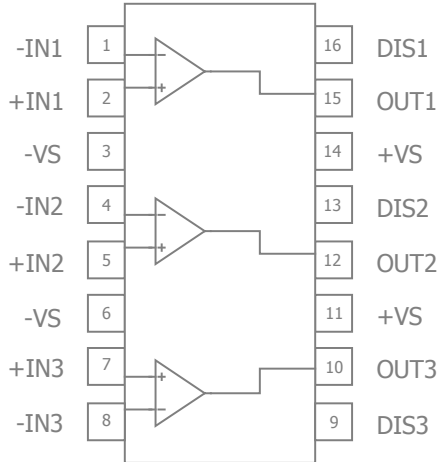 -IN1 1 16 DIS1
+IN1 2 15 OUT1
-VS 3 14 +VS
-IN2 4 13 DIS2
+IN2 5 12 OUT2
-VS 6 11 +VS
+IN3 7 10 OUT3
-IN3 8 9 DIS3